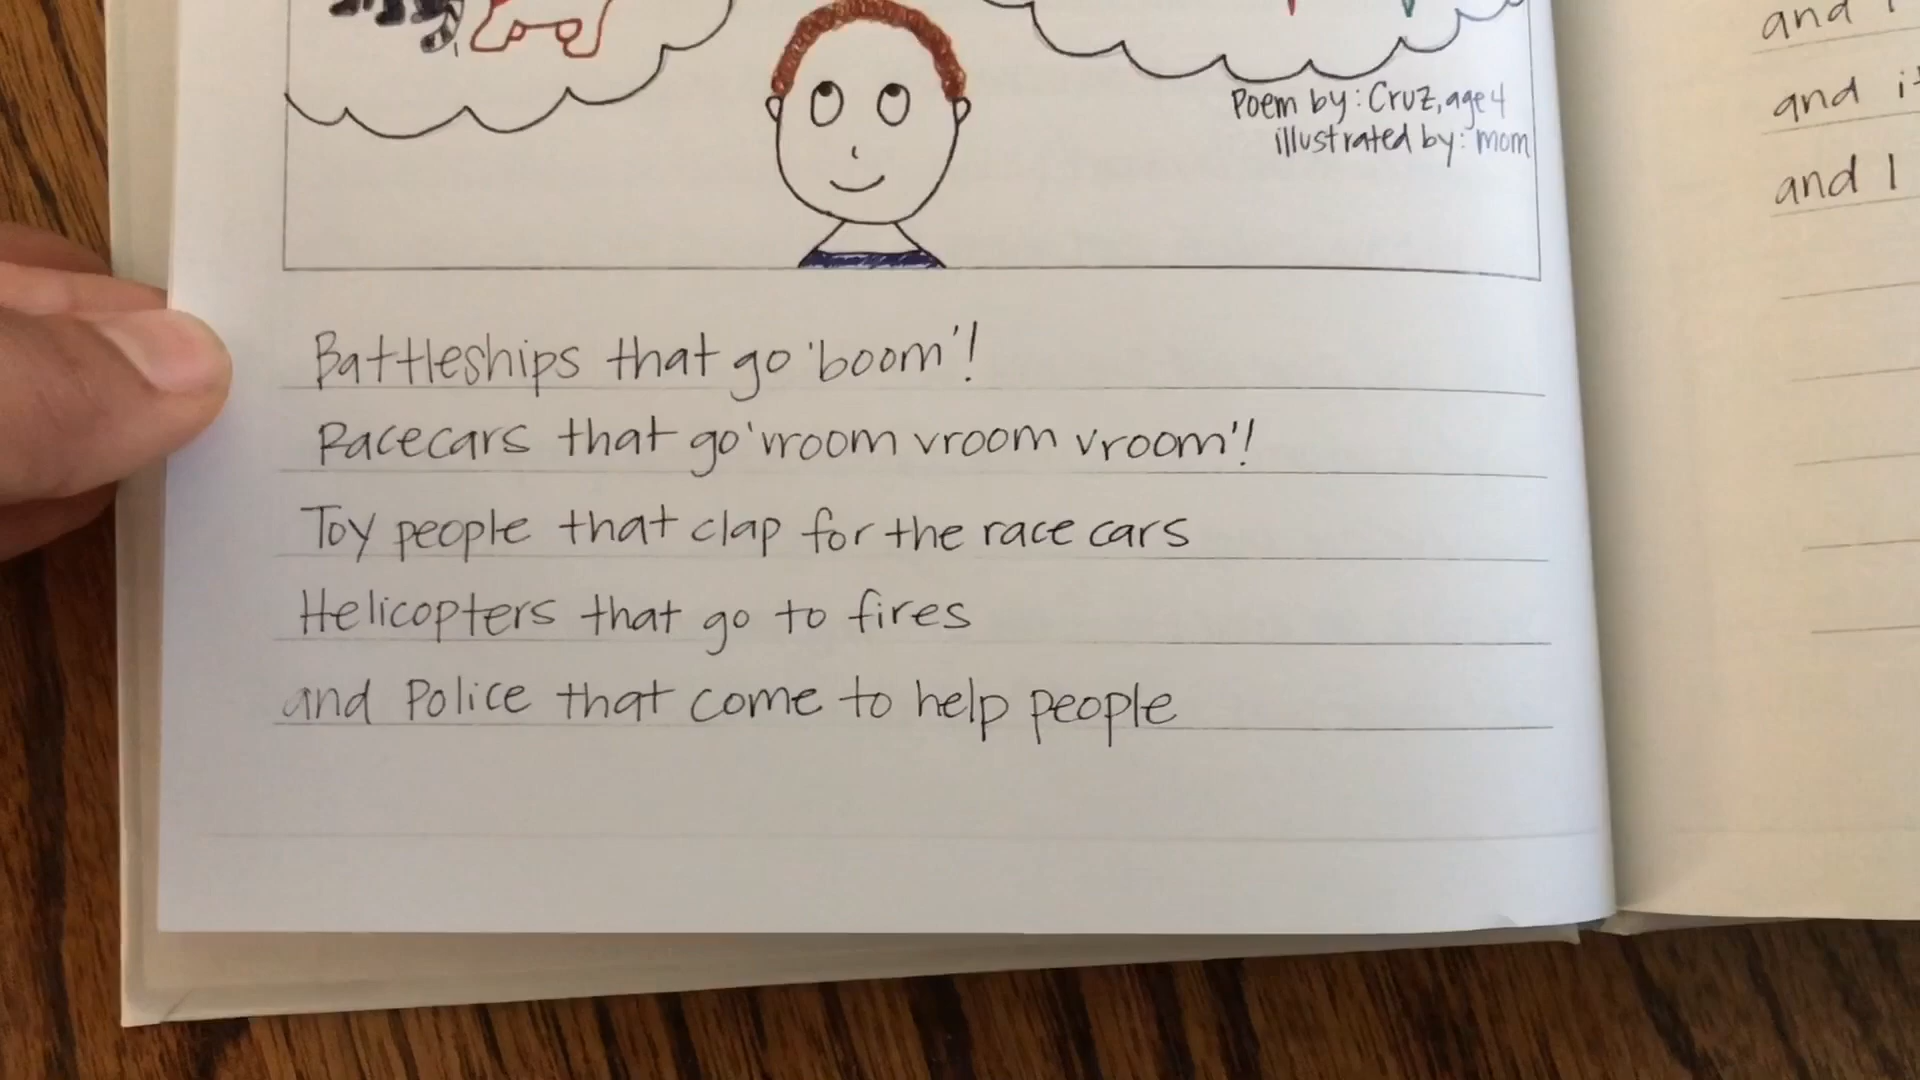 Poem by: Cruz, age 4
illustrated by: mom
Battleships that go 'boom'!
Racecars that go 'vroom vroom vroom'!
Toy people that clap for the race cars
Helicopters that go to fires
and Police that come to help people
and
and
and I